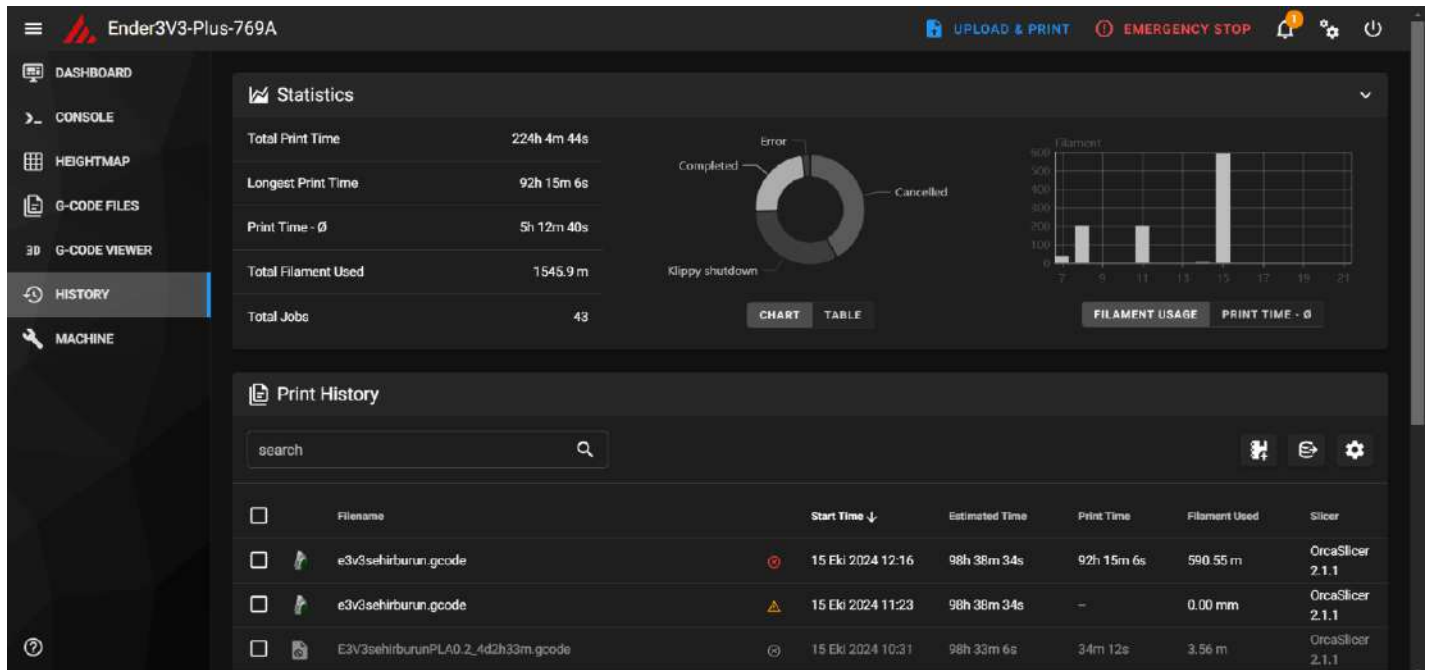 Ender3V3-Plus-769A
UPLOAD & PRINT
EMERGENCY STOP
1
DASHBOARD
CONSOLE
HEIGHTMAP
G-CODE FILES
3D G-CODE VIEWER
HISTORY
MACHINE
Statistics
Total Print Time 224h 4m 44s
Longest Print Time 92h 15m 6s
Print Time - Ø 5h 12m 40s
Total Filament Used 1545.9 m
Total Jobs 43
Error
Completed
Cancelled
Klippy shutdown
CHART TABLE
Filament
600
500
400
300
200
100
0
7 9 11 13 15 17 19 21
FILAMENT USAGE PRINT TIME - Ø
Print History
search
Filename Start Time Estimated Time Print Time Filament Used Slicer
e3v3sehirburun.gcode 15 Eki 2024 12:16 98h 38m 34s 92h 15m 6s 590.55 m OrcaSlicer
2.1.1
e3v3sehirburun.gcode 15 Eki 2024 11:23 98h 38m 34s – 0.00 mm OrcaSlicer
2.1.1
E3V3sehirburunPLA0.2_4d2h33m.gcode 15 Eki 2024 10:31 98h 33m 6s 34m 12s 3.56 m OrcaSlicer
2.1.1